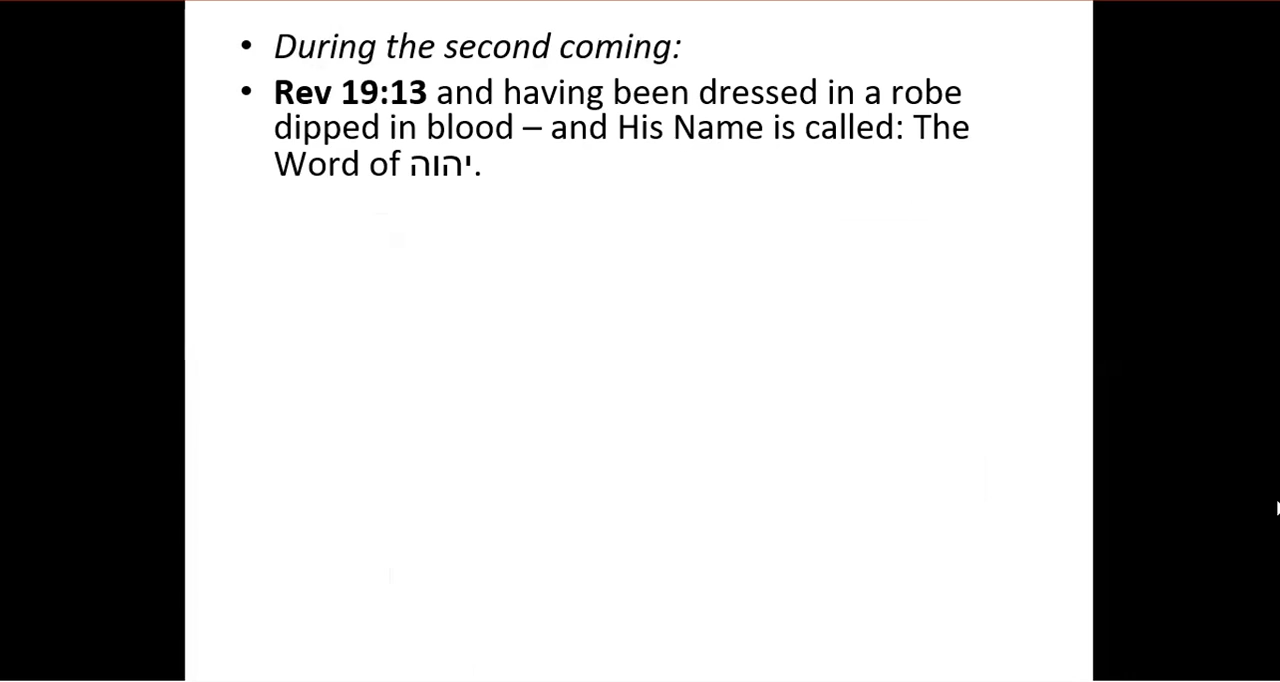 • During the second coming:
• Rev 19:13 and having been dressed in a robe
dipped in blood – and His Name is called: The
Word of יהוה.